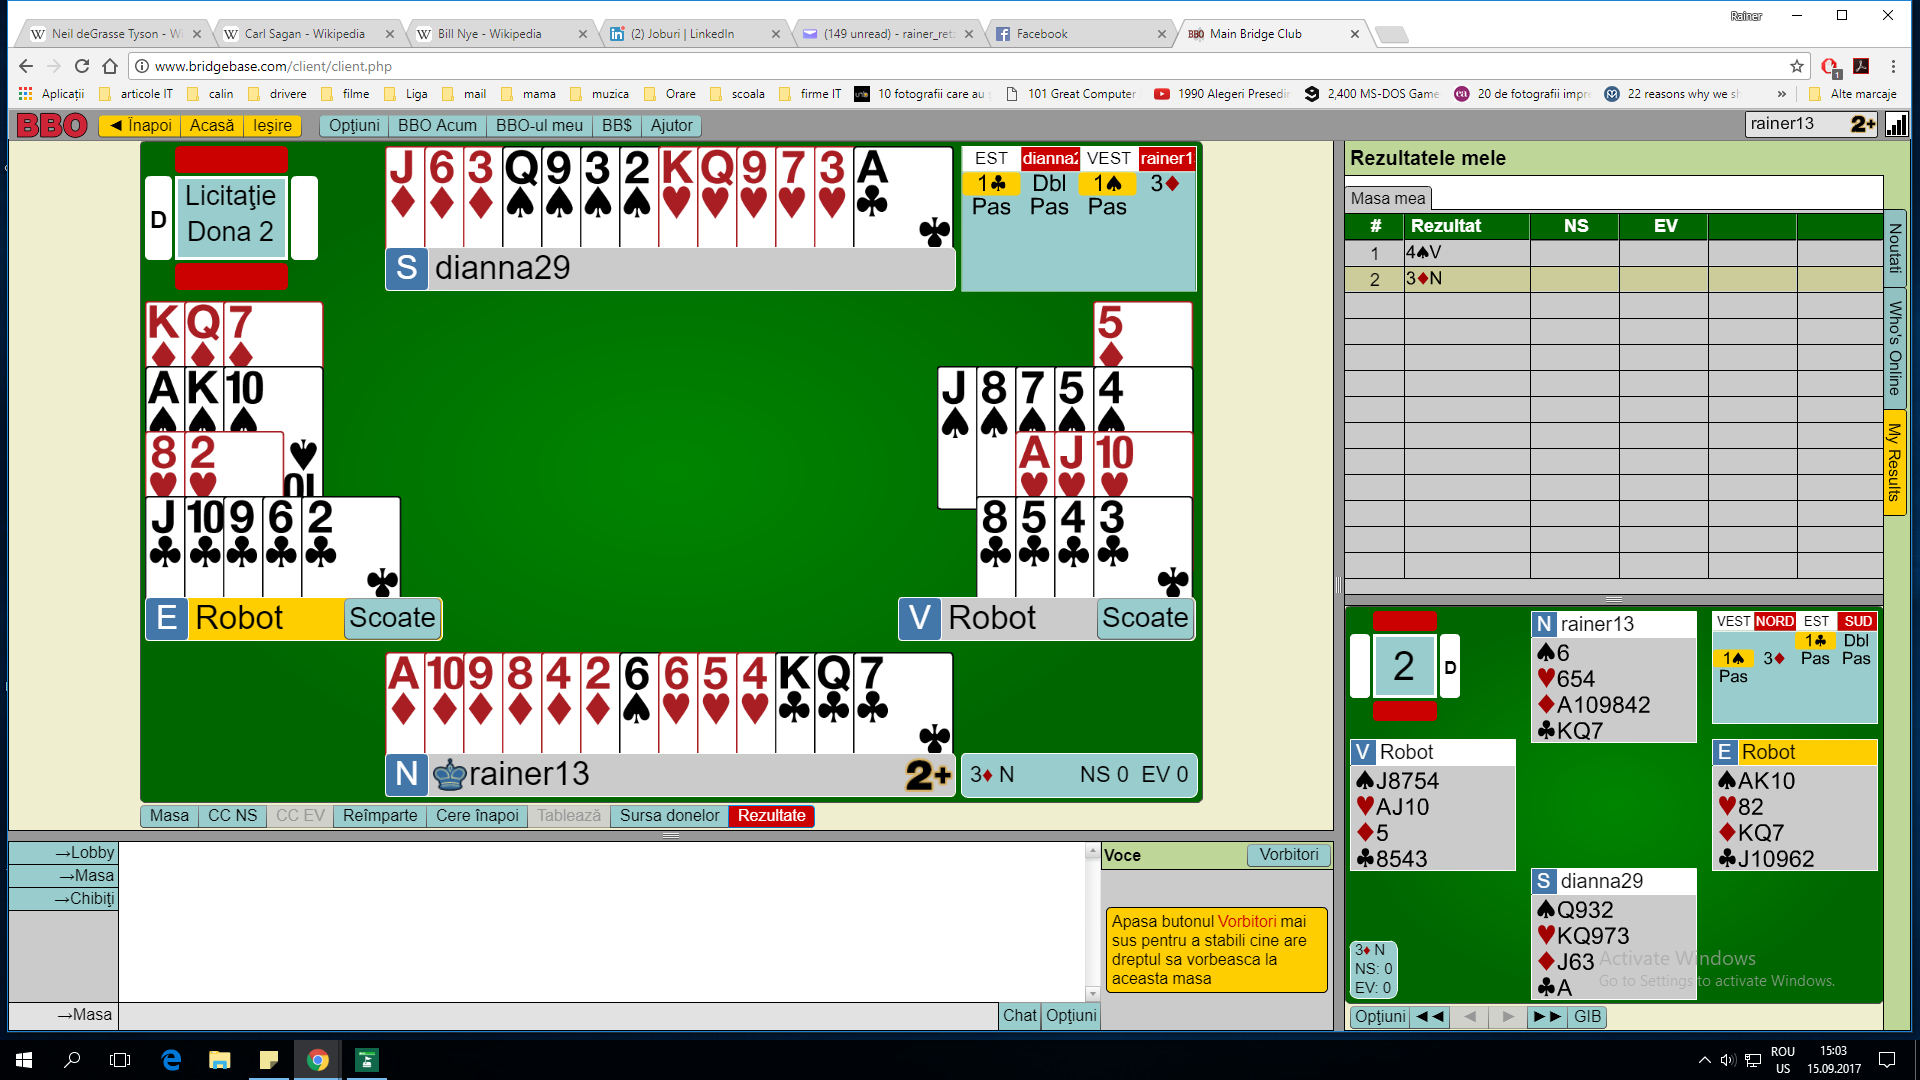 Rainer
Neil deGrasse Tyson - Wi
Carl Sagan - Wikipedia
Bill Nye - Wikipedia
(2) Joburi | LinkedIn
(149 unread) - rainer_ret
Facebook
Main Bridge Club
www.bridgebase.com/client/client.php
Aplicații articole IT calin drivere filme Liga mail mama muzica Orare scoala firme IT 10 fotografii care au 101 Great Computer 1990 Alegeri Presedin 2,400 MS-DOS Game 20 de fotografii impre 22 reasons why we sh » Alte marcaje
BBO ◄ Înapoi Acasă Ieşire Opţiuni BBO Acum BBO-ul meu BB$ Ajutor rainer13 2+
D Licitaţie
Dona 2
J♦ 6♦ 3♦ Q♠ 9♠ 3♠ 2♠ K♥ Q♥ 9♥ 7♥ 3♥ A♣
S dianna29
EST dianna2 VEST rainer1
1♣ Dbl 1♠ 3♦
Pas Pas Pas
K♦ Q♦ 7♦
A♠ K♠ 10♠
8♥ 2♥
J♣ 10♣ 9♣ 6♣ 2♣
E Robot Scoate
5♦
J♠ 8♠ 7♠ 5♠ 4♠
A♥ J♥ 10♥
8♣ 5♣ 4♣ 3♣
V Robot Scoate
A♦ 10♦ 9♦ 8♦ 4♦ 2♦ 6♠ 6♥ 5♥ 4♥ K♣ Q♣ 7♣
N rainer13 2+
3♦ N NS 0 EV 0
Masa CC NS CC EV Reîmparte Cere înapoi Tablează Sursa donelor Rezultate
→Lobby
→Masa
→Chibiţi
→Masa
Chat Opţiuni
Voce Vorbitori
Apasa butonul Vorbitori mai
sus pentru a stabili cine are
dreptul sa vorbeasca la
aceasta masa
Rezultatele mele
Masa mea
# Rezultat NS EV
1 4♠V
2 3♦N
Noutati
Who's Online
My Results
2 D
N rainer13
♠6
♥654
♦A109842
♣KQ7
VEST NORD EST SUD
1♣ Dbl
1♠ 3♦ Pas Pas
Pas
V Robot
♠J8754
♥AJ10
♦5
♣8543
E Robot
♠AK10
♥82
♦KQ7
♣J10962
S dianna29
♠Q932
♥KQ973
♦J63
♣A
3♦ N
NS: 0
EV: 0
Activate Windows
Go to Settings to activate Windows.
Opţiuni ◄◄ ◄ ► ►► GIB
ROU
US
15:03
15.09.2017